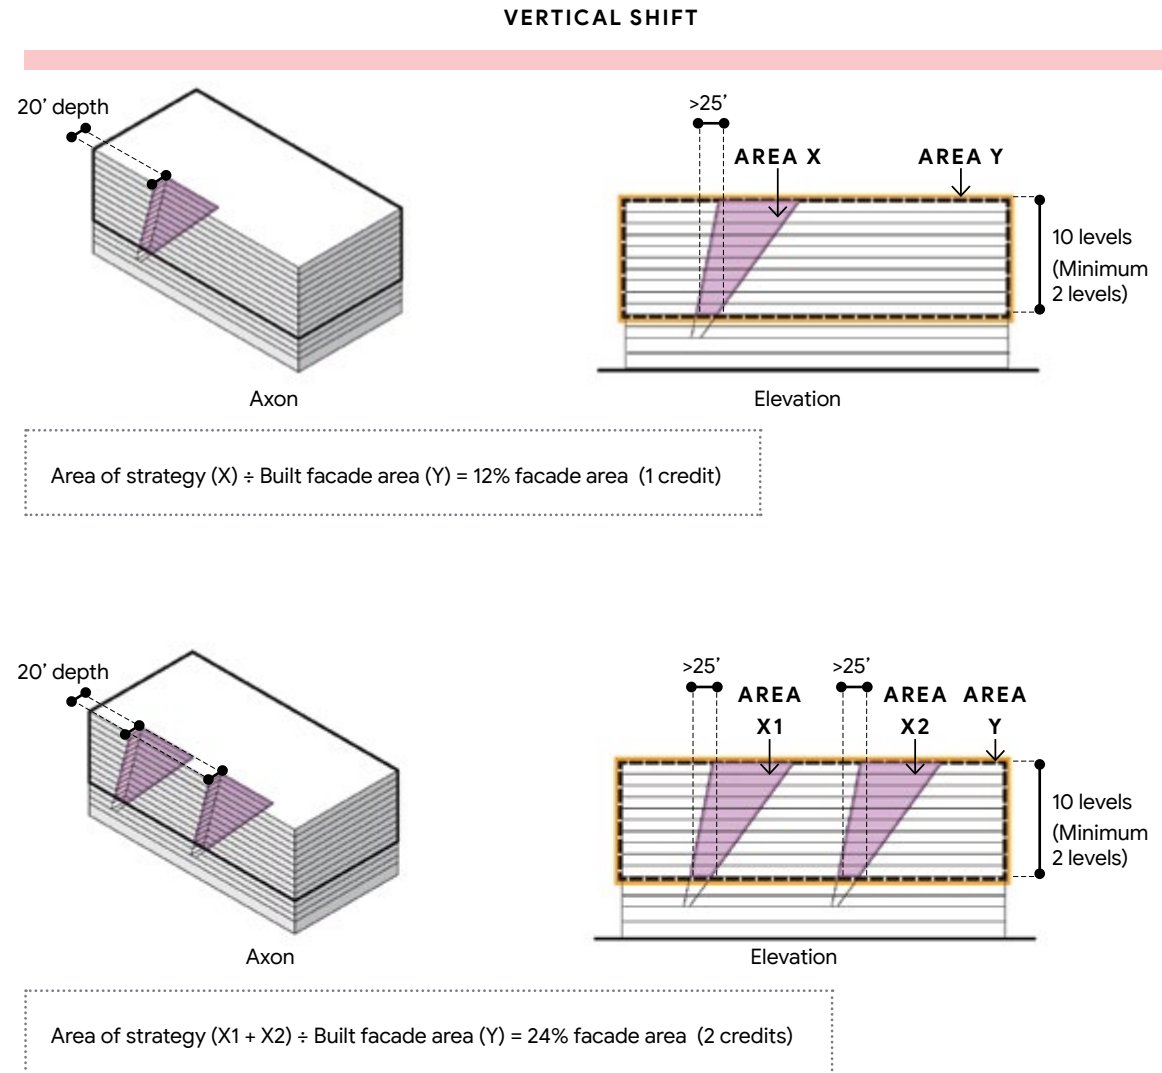 VERTICAL SHIFT
20’ depth
>25’
AREA X
AREA Y
10 levels
(Minimum
2 levels)
Axon
Elevation
Area of strategy (X) ÷ Built facade area (Y) = 12% facade area (1 credit)
20’ depth
>25’
>25’
AREA
X1
AREA
X2
AREA
Y
10 levels
(Minimum
2 levels)
Axon
Elevation
Area of strategy (X1 + X2) ÷ Built facade area (Y) = 24% facade area (2 credits)